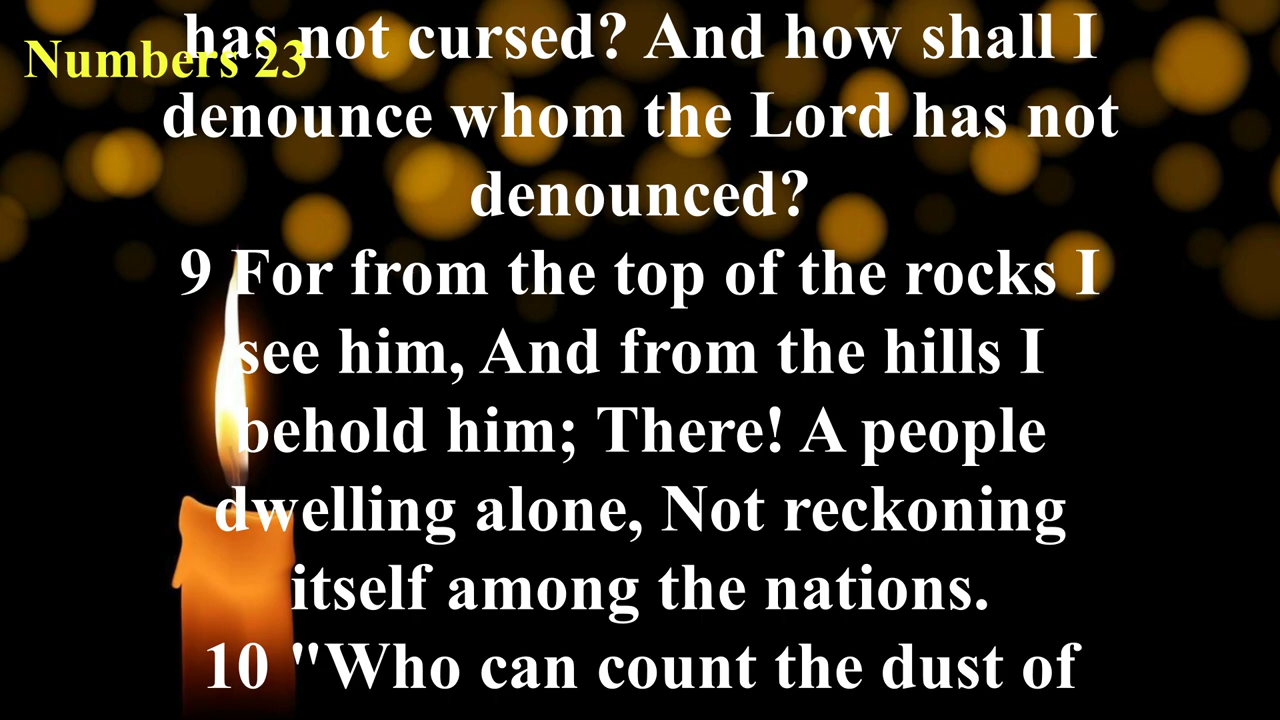 Numbers 23
has not cursed? And how shall I
denounce whom the Lord has not
denounced?
9 For from the top of the rocks I
see him, And from the hills I
behold him; There! A people
dwelling alone, Not reckoning
itself among the nations.
10 "Who can count the dust of